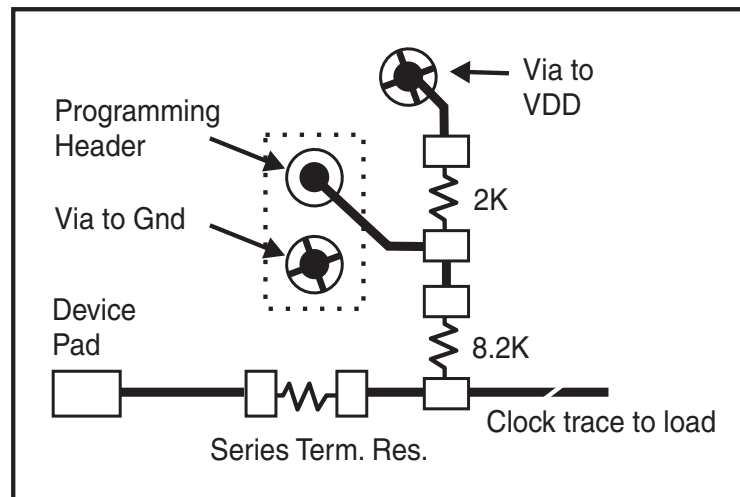 Via to
VDD
Programming
Header
2K
Via to Gnd
Device
Pad
8.2K
Clock trace to load
Series Term. Res.